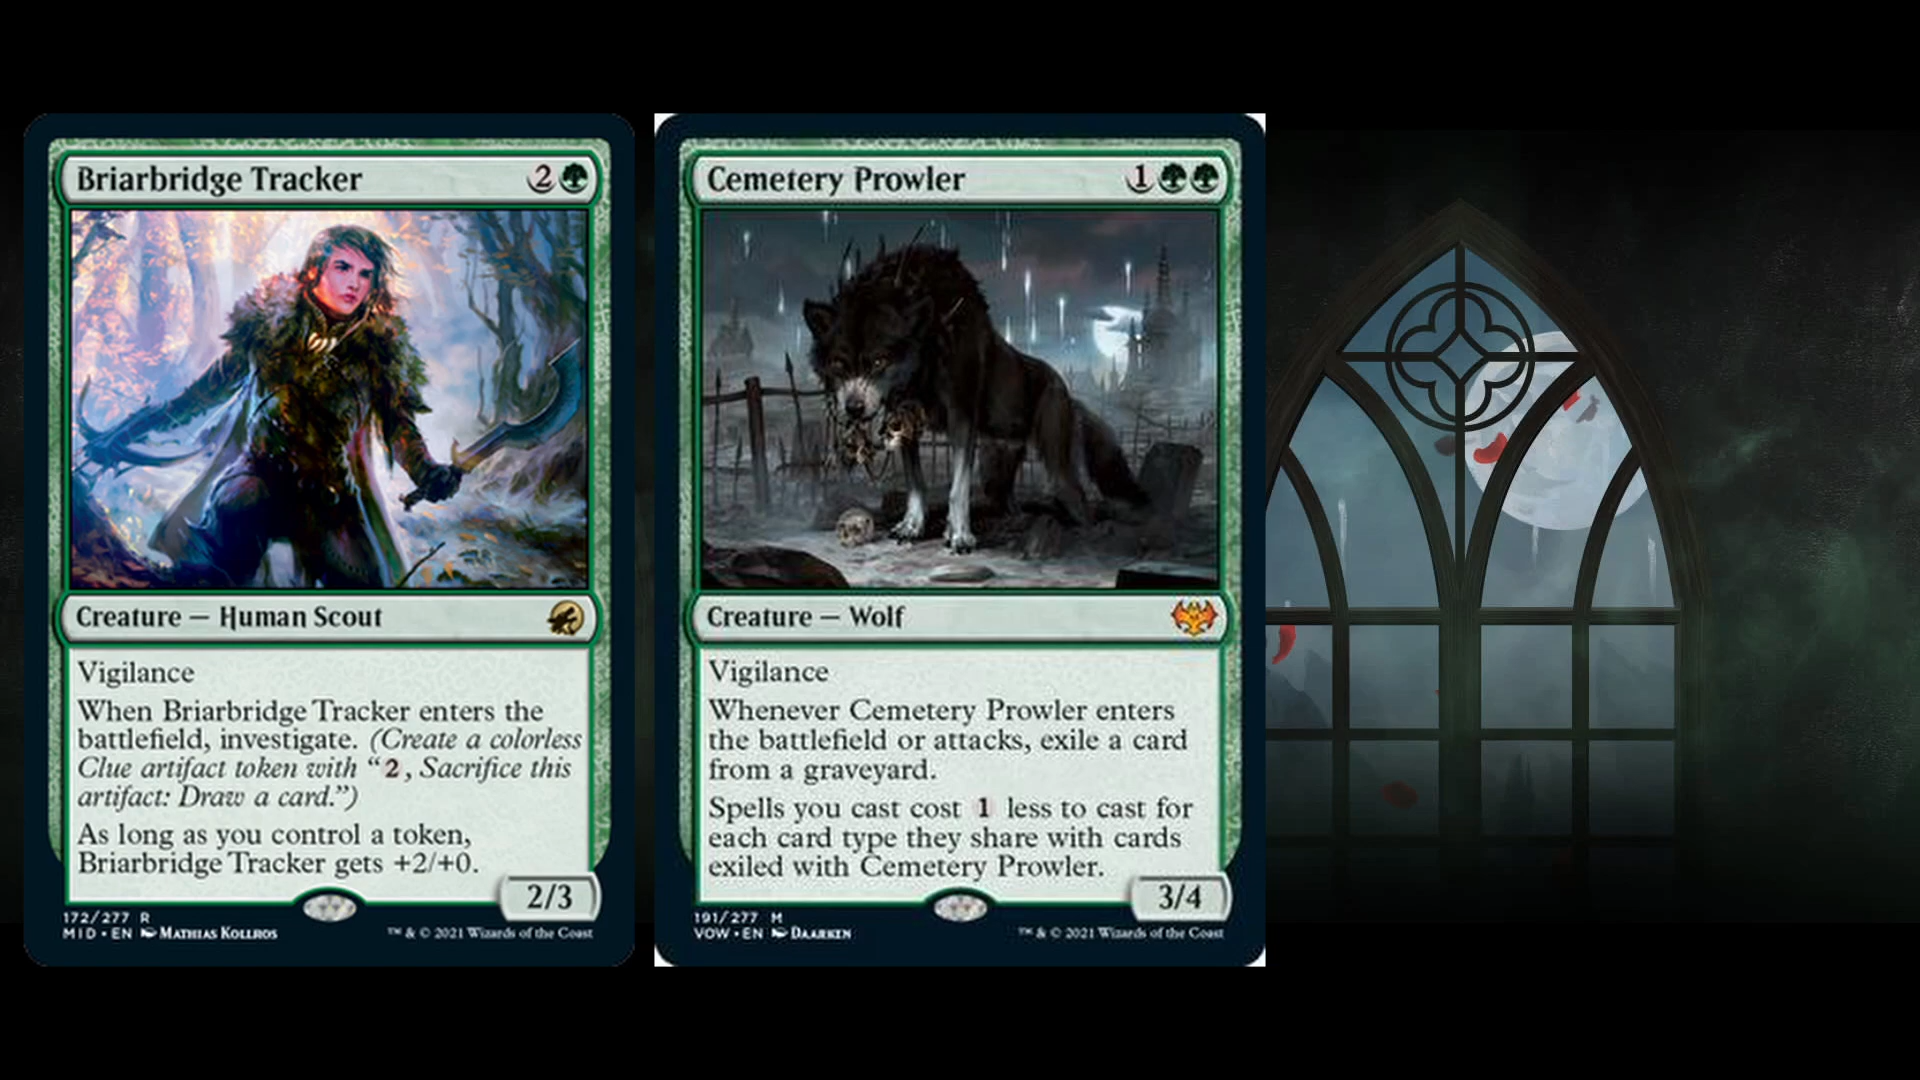 Briarbridge Tracker 2
Vigilance
When Briarbridge Tracker enters the
battlefield, investigate. (Create a colorless
Clue artifact token with “2, Sacrifice this
artifact: Draw a card.”)
As long as you control a token,
Briarbridge Tracker gets +2/+0.
Creature — Human Scout
2/3
172/277 R
MID • EN Mathias Kollros
™ & © 2021 Wizards of the Coast
Cemetery Prowler 1
Creature — Wolf
Vigilance
Whenever Cemetery Prowler enters
the battlefield or attacks, exile a card
from a graveyard.
Spells you cast cost 1 less to cast for
each card type they share with cards
exiled with Cemetery Prowler.
3/4
191/277 M
VOW • EN Daarken
™ & © 2021 Wizards of the Coast